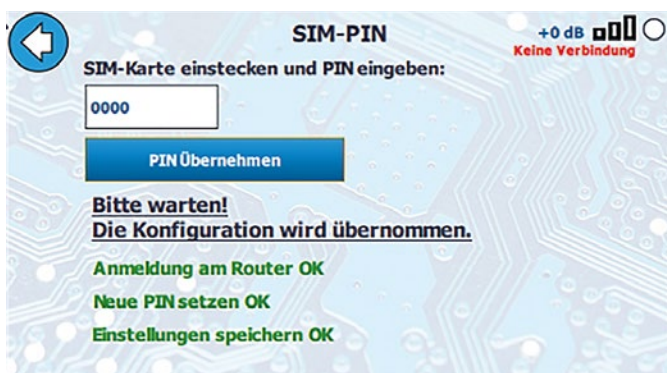 SIM-PIN
+0 dB
Keine Verbindung
SIM-Karte einstecken und PIN eingeben:
0000
PIN Übernehmen
Bitte warten!
Die Konfiguration wird übernommen.
Anmeldung am Router OK
Neue PIN setzen OK
Einstellungen speichern OK